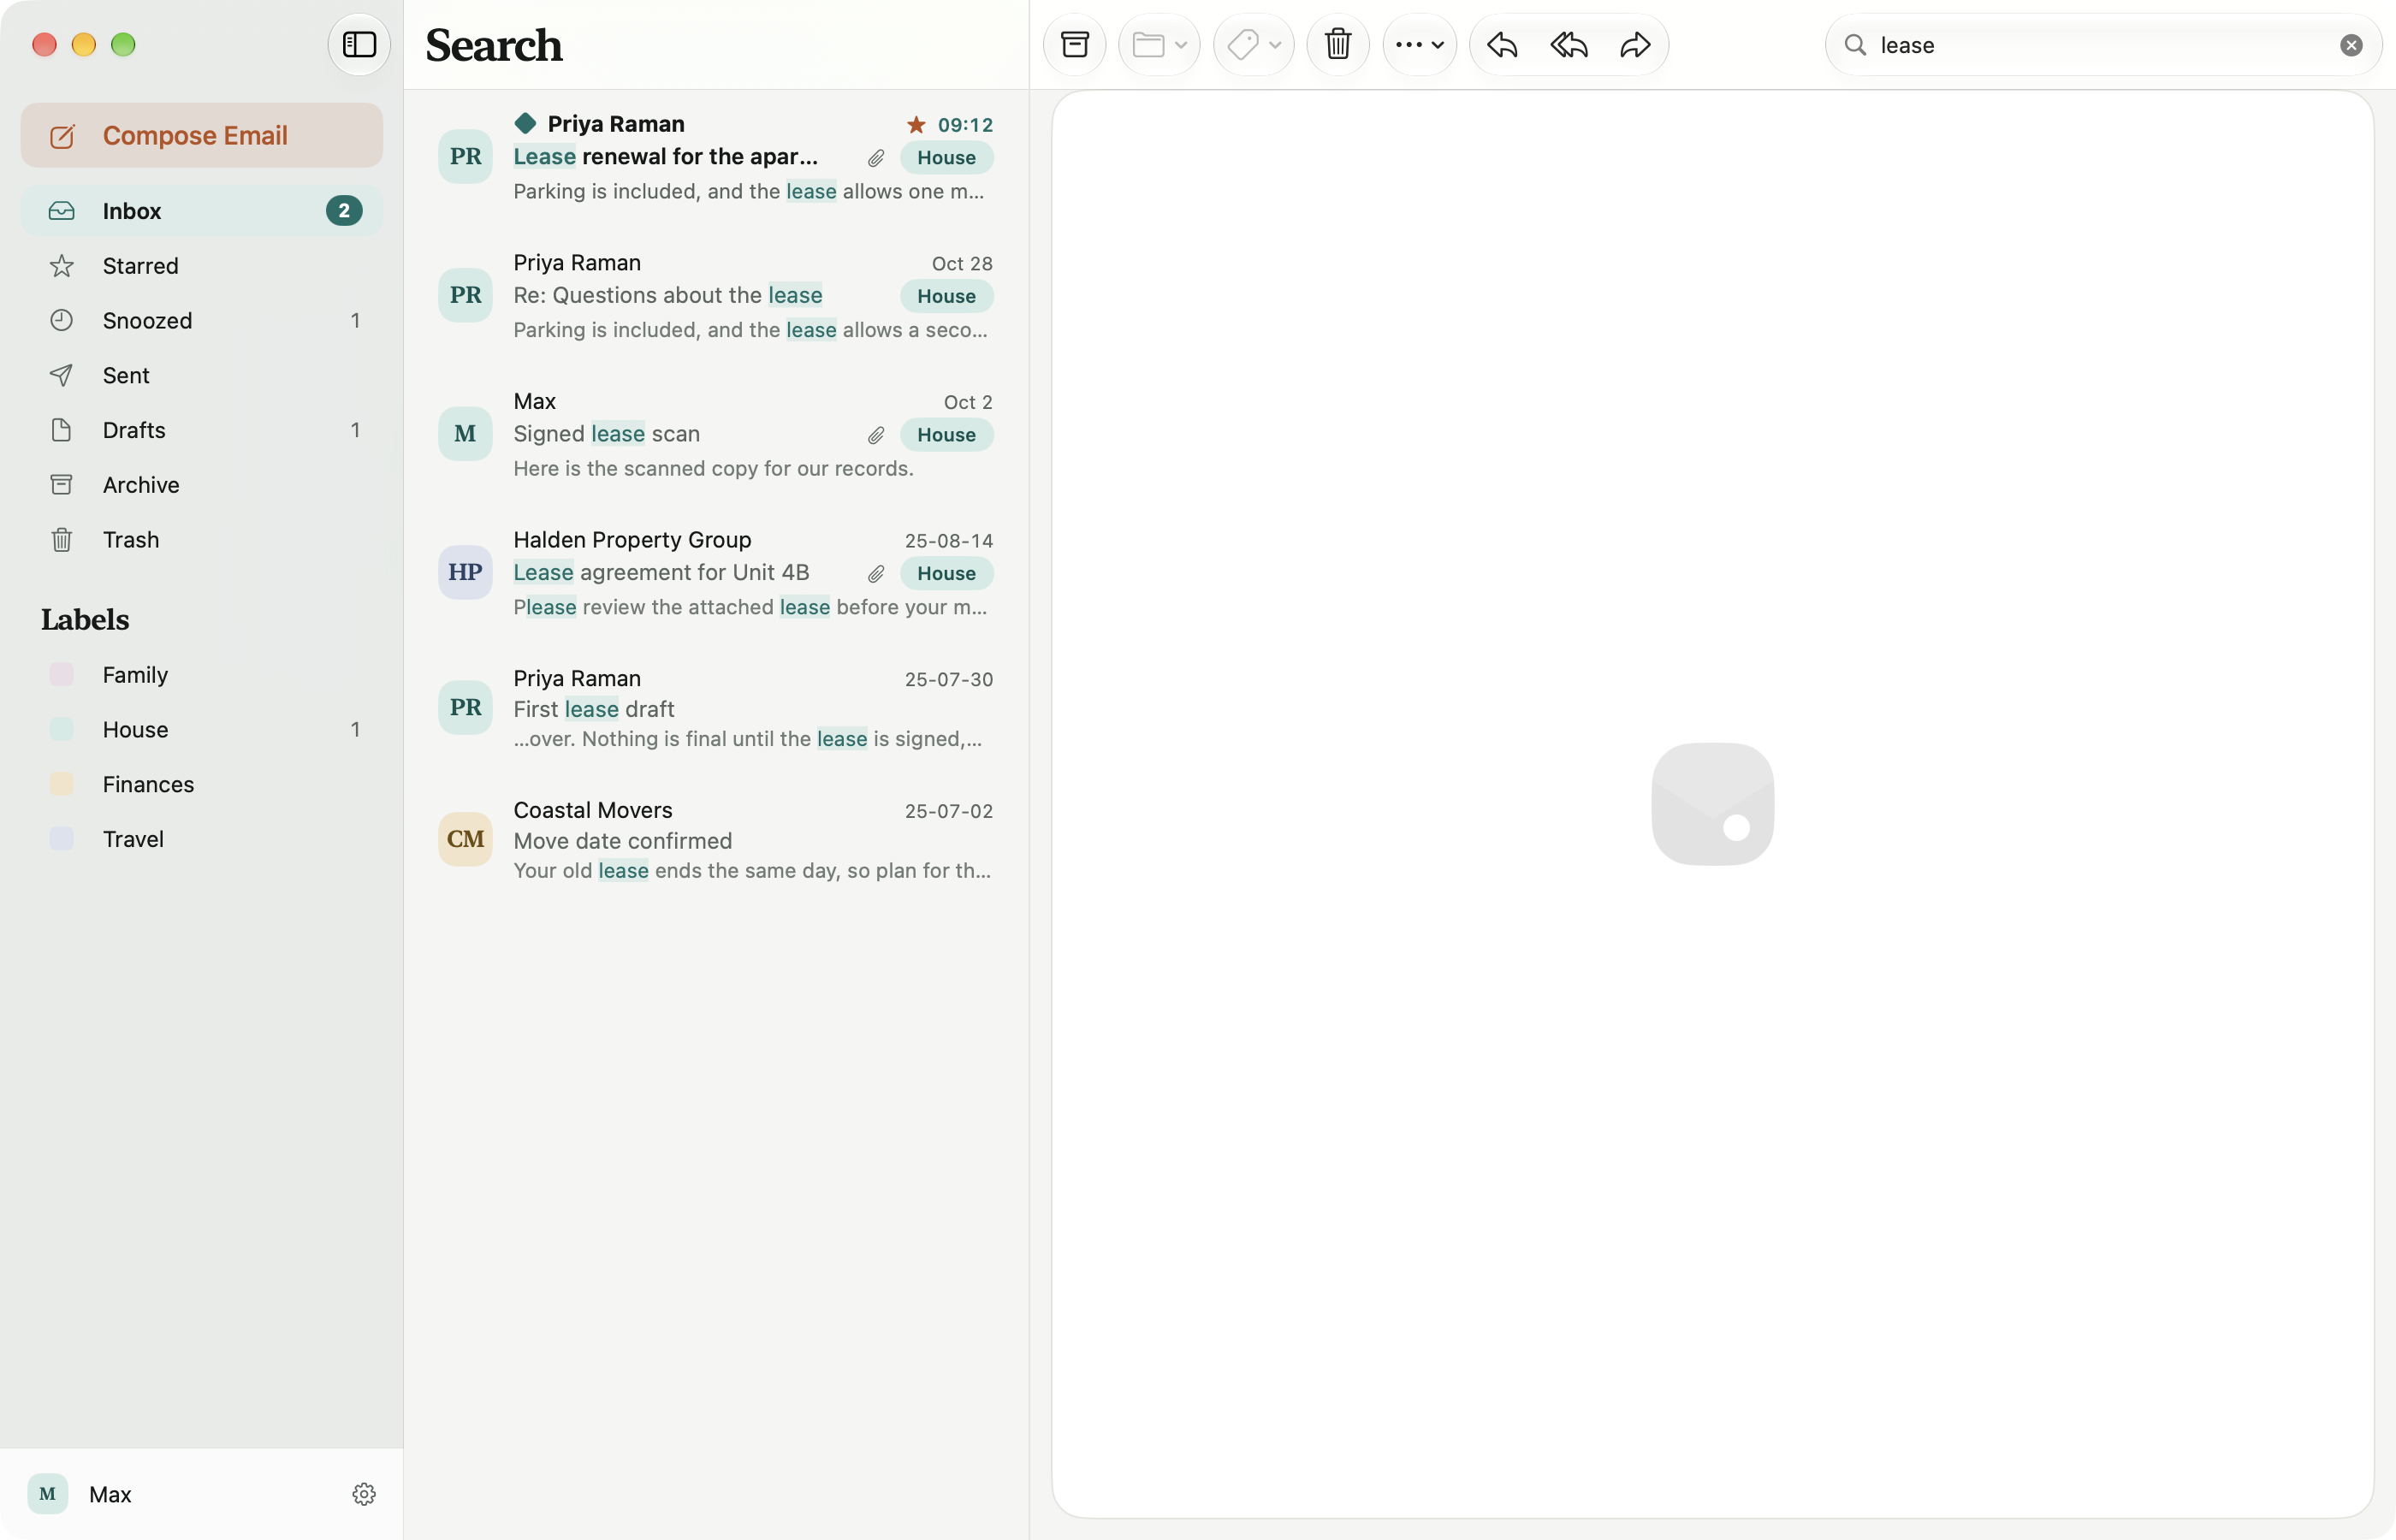 Search
lease
Compose Email
Inbox 2
Starred
Snoozed 1
Sent
Drafts 1
Archive
Trash
Labels
Family
House 1
Finances
Travel
M Max
PR
Priya Raman 09:12
Lease renewal for the apar... House
Parking is included, and the lease allows one m...
PR
Priya Raman Oct 28
Re: Questions about the lease House
Parking is included, and the lease allows a seco...
M
Max Oct 2
Signed lease scan House
Here is the scanned copy for our records.
HP
Halden Property Group 25-08-14
Lease agreement for Unit 4B House
Please review the attached lease before your m...
PR
Priya Raman 25-07-30
First lease draft
...over. Nothing is final until the lease is signed,...
CM
Coastal Movers 25-07-02
Move date confirmed
Your old lease ends the same day, so plan for th...